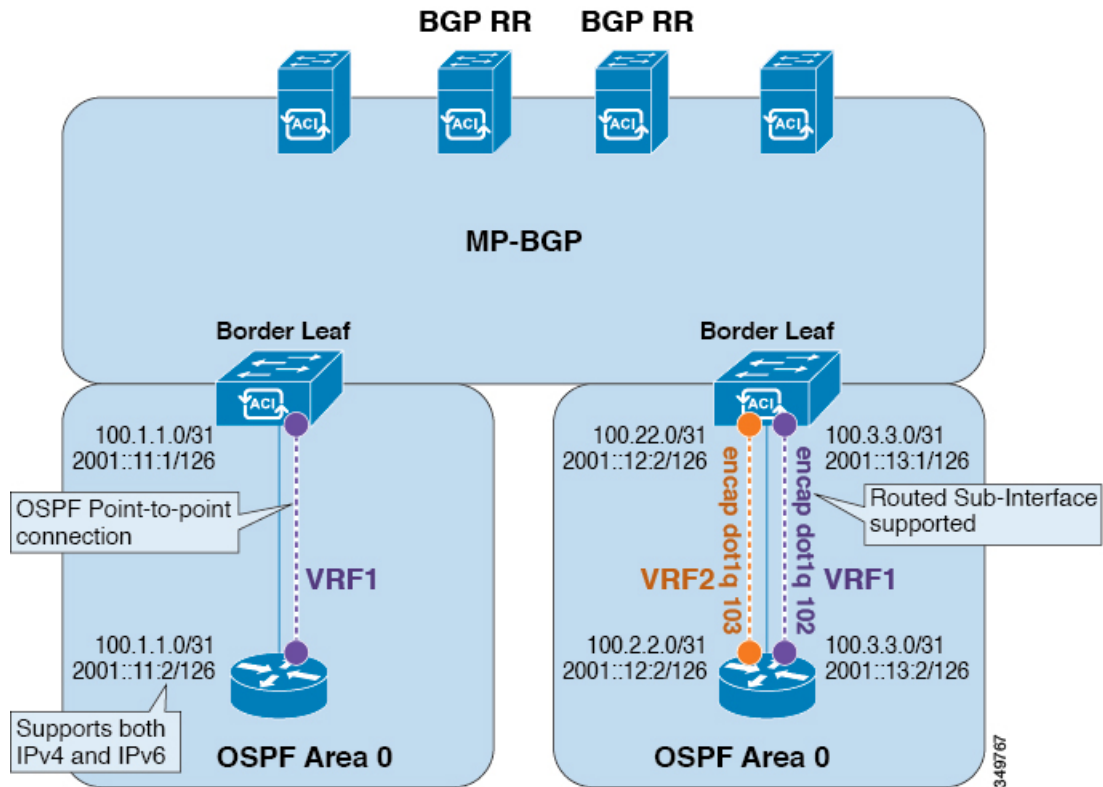 BGP RR
BGP RR
ACI
ACI
ACI
ACI
MP-BGP
Border Leaf
Border Leaf
ACI
ACI
100.1.1.0/31
2001::11:1/126
100.22.0/31
2001::12:2/126
100.3.3.0/31
2001::13:1/126
OSPF Point-to-point
connection
Routed Sub-Interface
supported
encap dot1q 103
encap dot1q 102
VRF1
VRF2
VRF1
100.1.1.0/31
2001::11:2/126
100.2.2.0/31
2001::12:2/126
100.3.3.0/31
2001::13:2/126
Supports both
IPv4 and IPv6
OSPF Area 0
OSPF Area 0
349767